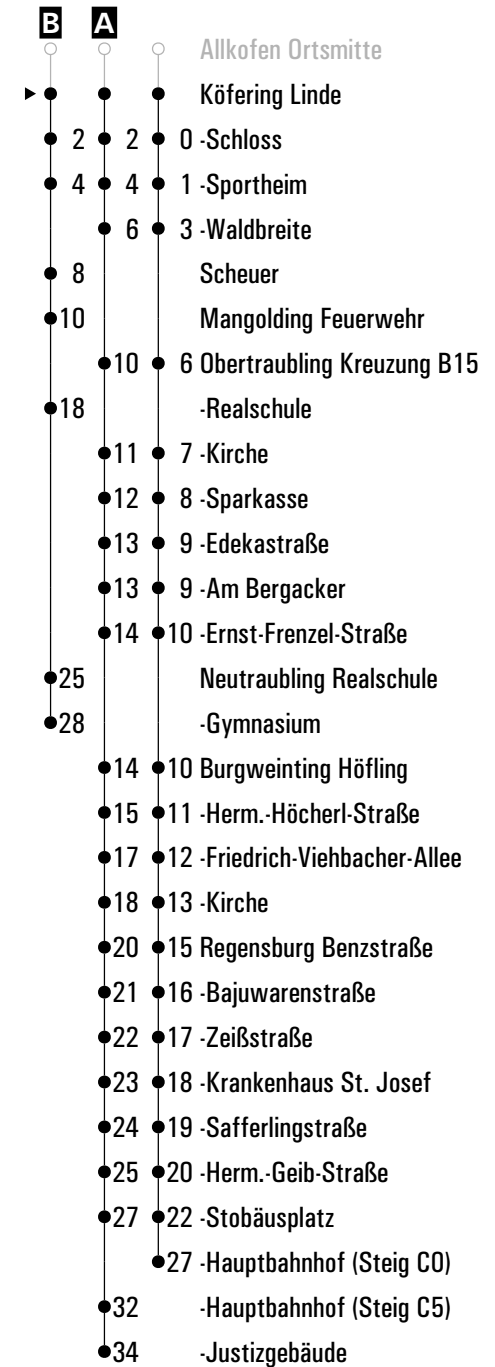 B A
Allkofen Ortsmitte
Köfering Linde
2 2 0 -Schloss
4 4 1 -Sportheim
6 3 -Waldbreite
8 Scheuer
10 Mangolding Feuerwehr
10 6 Obertraubling Kreuzung B15
18 -Realschule
11 7 -Kirche
12 8 -Sparkasse
13 9 -Edekastraße
13 9 -Am Bergacker
14 10 -Ernst-Frenzel-Straße
25 Neutraubling Realschule
28 -Gymnasium
14 10 Burgweinting Höfling
15 11 -Herm.-Höcherl-Straße
17 12 -Friedrich-Viehbacher-Allee
18 13 -Kirche
20 15 Regensburg Benzstraße
21 16 -Bajuwarenstraße
22 17 -Zeißstraße
23 18 -Krankenhaus St. Josef
24 19 -Safferlingstraße
25 20 -Herm.-Geib-Straße
27 22 -Stobäusplatz
27 -Hauptbahnhof (Steig C0)
32 -Hauptbahnhof (Steig C5)
34 -Justizgebäude